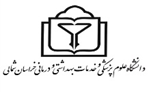 دانشگاه علوم پزشکی و خدمات بهداشتی و درمانی خراسان شمالی